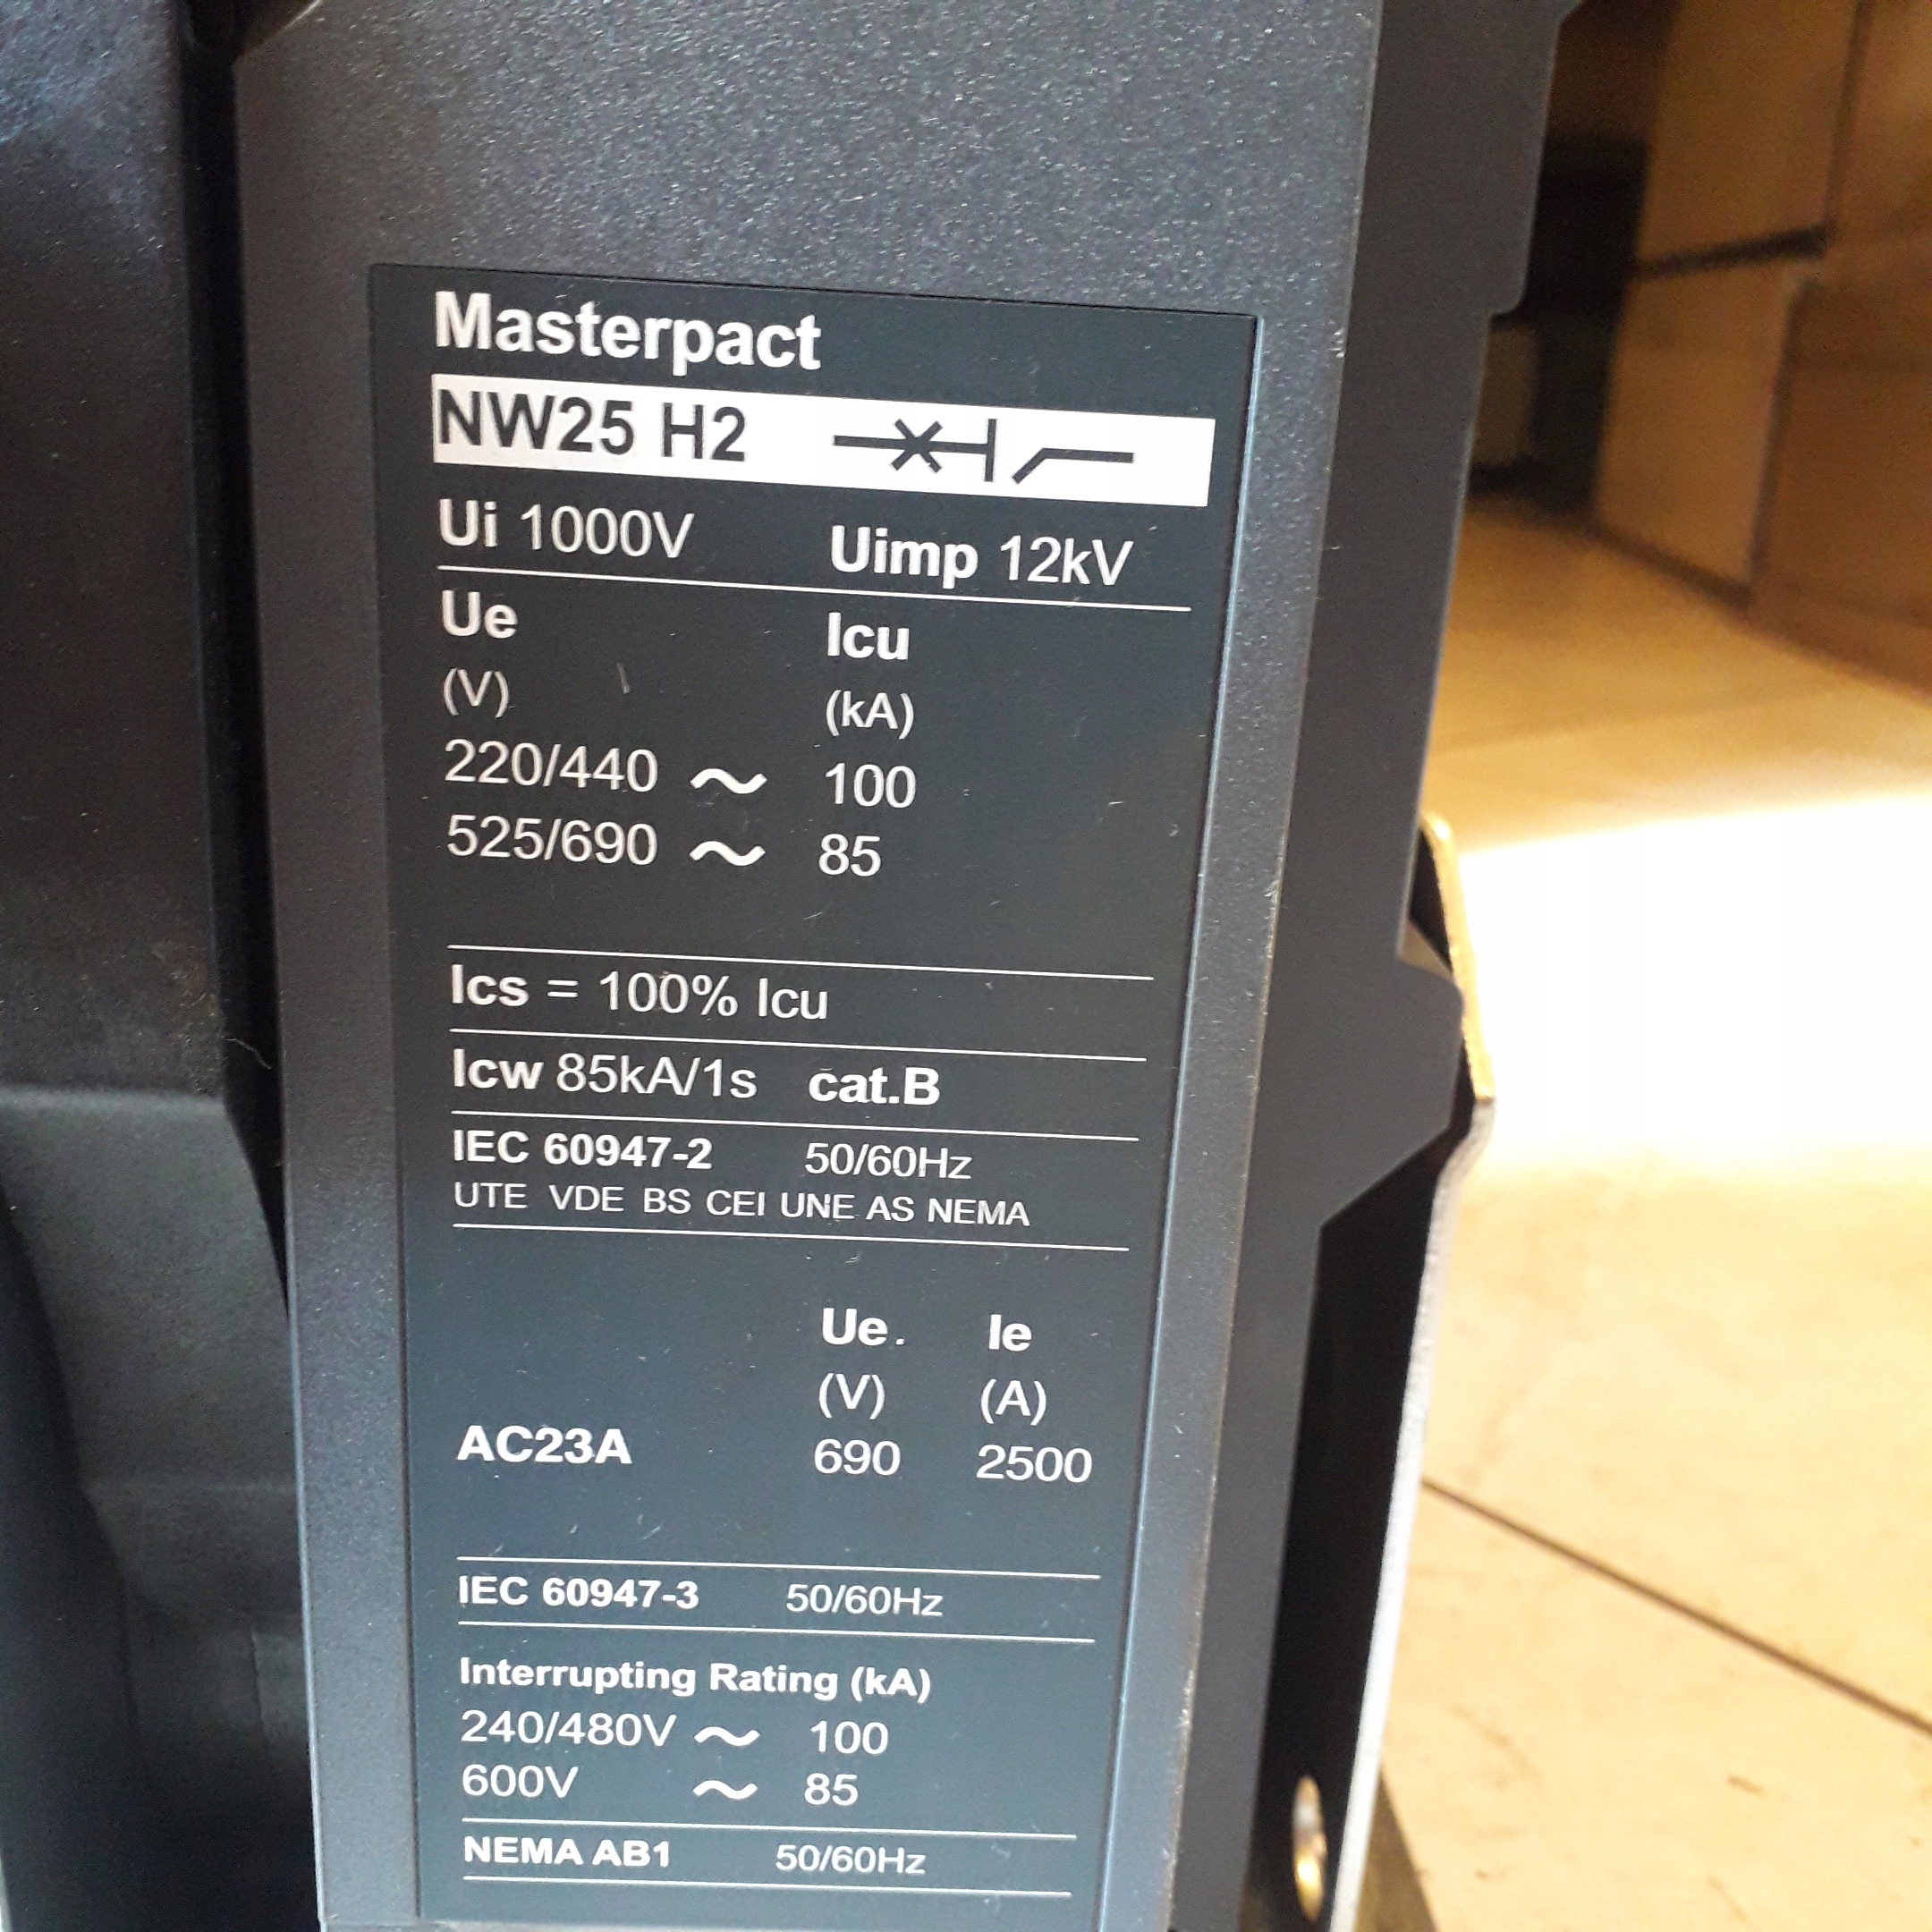 Masterpact
NW25 H2
Ui 1000V Uimp 12kV
Ue Icu
(V) (kA)
220/440 ~ 100
525/690 ~ 85
Ics = 100% Icu
Icw 85kA/1s cat.B
IEC 60947-2 50/60Hz
UTE VDE BS CEI UNE AS NEMA
Ue. Ie
(V) (A)
AC23A 690 2500
IEC 60947-3 50/60Hz
Interrupting Rating (kA)
240/480V ~ 100
600V ~ 85
NEMA AB1 50/60Hz